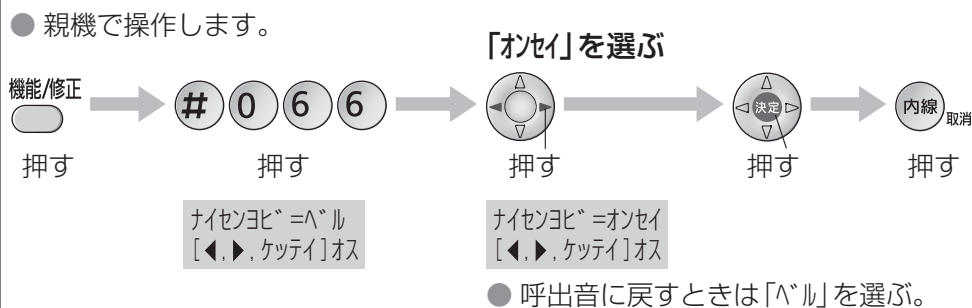 ● 親機で操作します。
「ｵﾝｾｲ」を選ぶ
機能/修正
# 0 6 6
決定
内線 取消
押す 押す 押す 押す 押す
ﾅｲｾﾝﾖﾋﾞ=ﾍﾞﾙ
[◀,▶,ｹｯﾃｲ]ｵｽ
ﾅｲｾﾝﾖﾋﾞ=ｵﾝｾｲ
[◀,▶,ｹｯﾃｲ]ｵｽ
● 呼出音に戻すときは「ﾍﾞﾙ」を選ぶ。